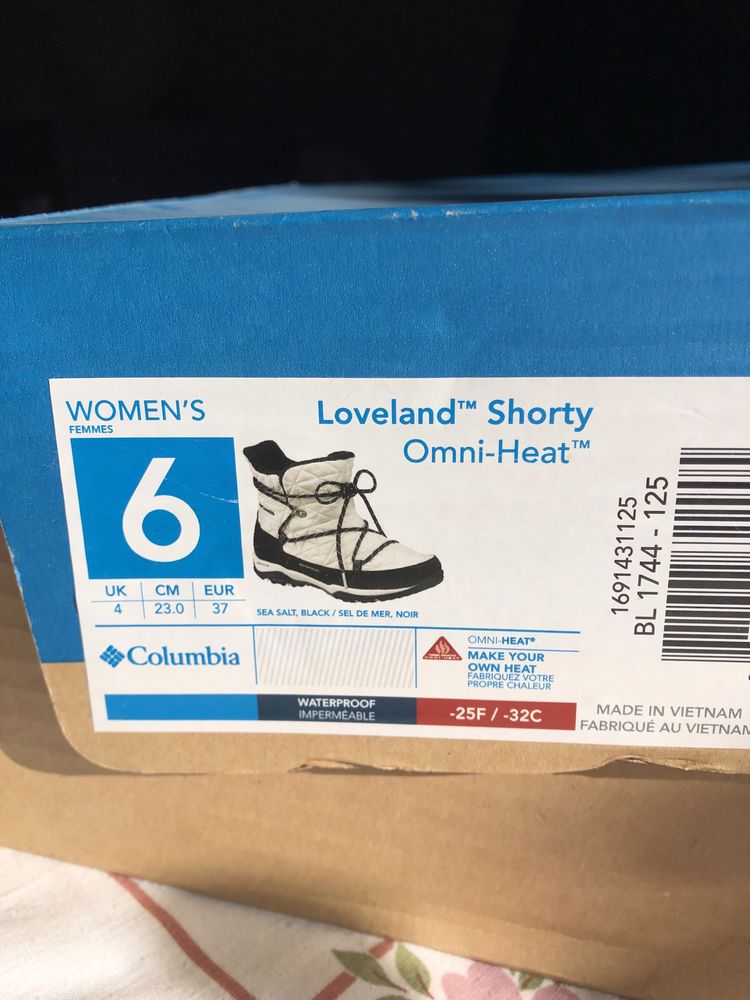 WOMEN'S
FEMMES
6
UK CM EUR
4 23.0 37
Loveland™ Shorty
Omni-Heat™
SEA SALT, BLACK / SEL DE MER, NOIR
Columbia
OMNI-HEAT®
MAKE YOUR
OWN HEAT
FABRIQUEZ VOTRE
PROPRE CHALEUR
WATERPROOF
IMPERMÉABLE
-25F / -32C
1691431125
BL 1744 - 125
MADE IN VIETNAM
FABRIQUÉ AU VIETNAM